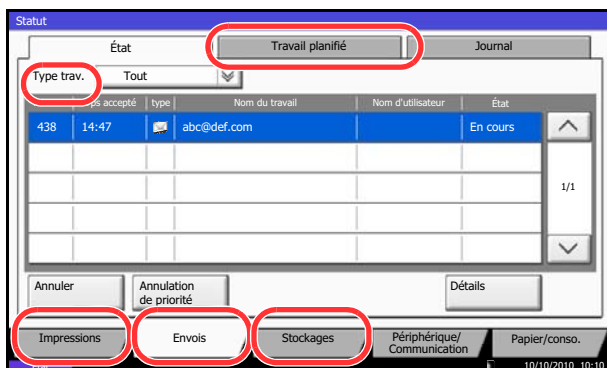 Statut
État Travail planifié Journal
Type trav. Tout
accepté type Nom du travail Nom d'utilisateur État
438 14:47 abc@def.com En cours
1/1
Annuler Annulation de priorité Détails
Impressions Envois Stockages Périphérique/ Communication Papier/conso.
10/10/2010 10:10